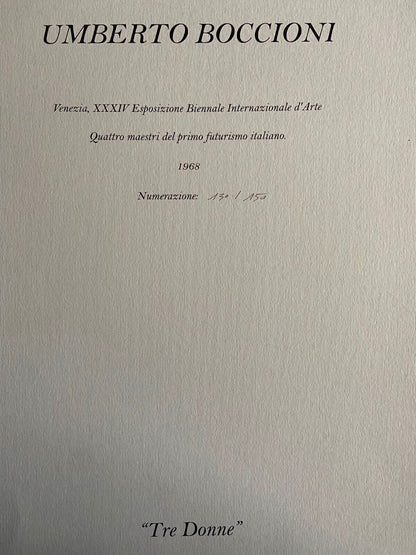 UMBERTO BOCCIONI
Venezia, XXXIV Esposizione Biennale Internazionale d'Arte
Quattro maestri del primo futurismo italiano.
1968
Numerazione: 130 / 150
“Tre Donne”